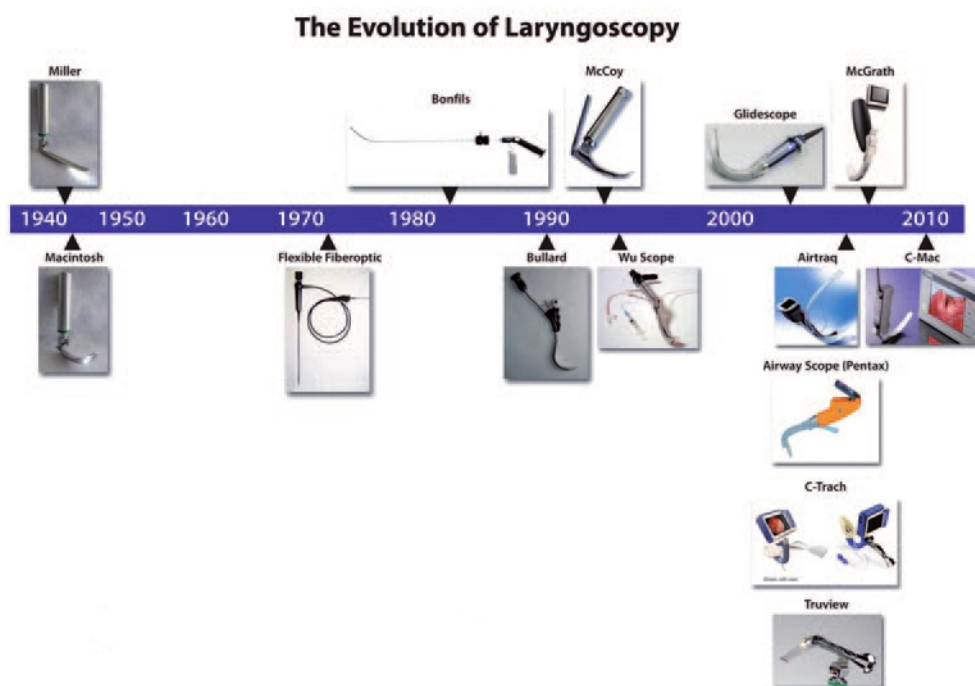 The Evolution of Laryngoscopy
Miller
Bonfils
McCoy
Glidescope
McGrath
1940 1950 1960 1970 1980 1990 2000 2010
Macintosh
Flexible Fiberoptic
Bullard
Wu Scope
Airtraq
C-Mac
Airway Scope (Pentax)
C-Trach
Truview